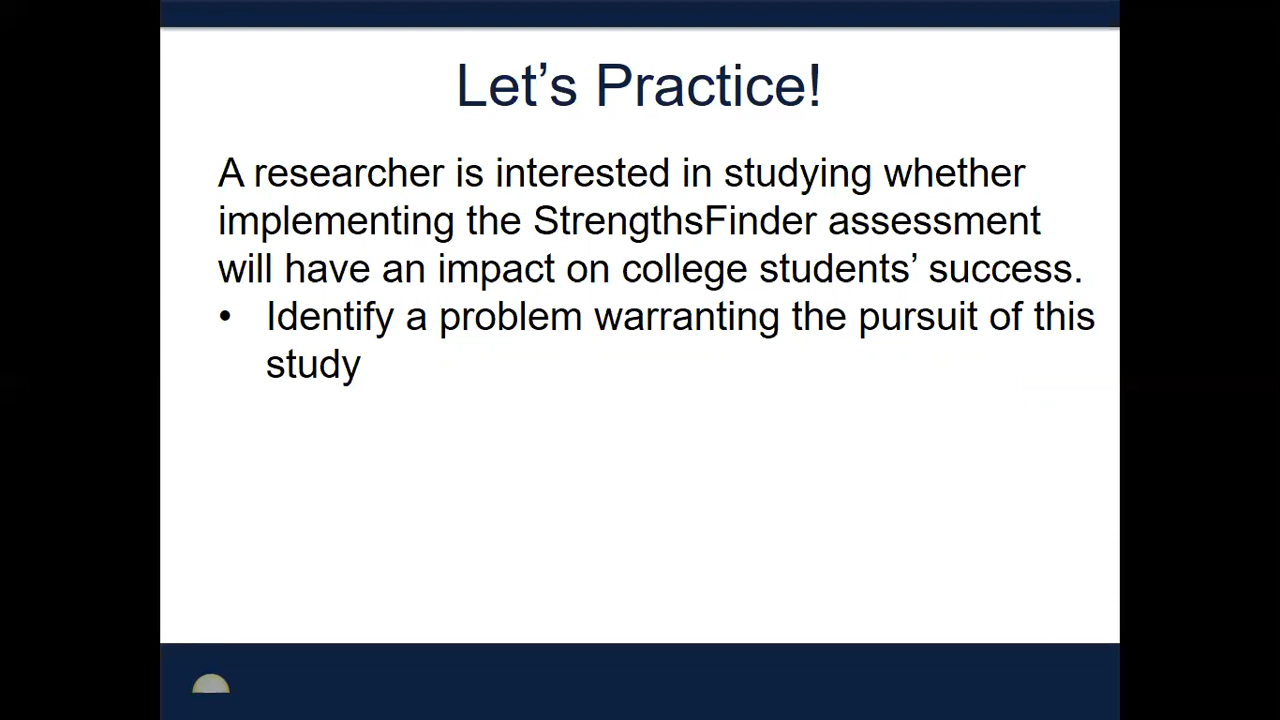 Let’s Practice!
A researcher is interested in studying whether
implementing the StrengthsFinder assessment
will have an impact on college students’ success.
• Identify a problem warranting the pursuit of this
study